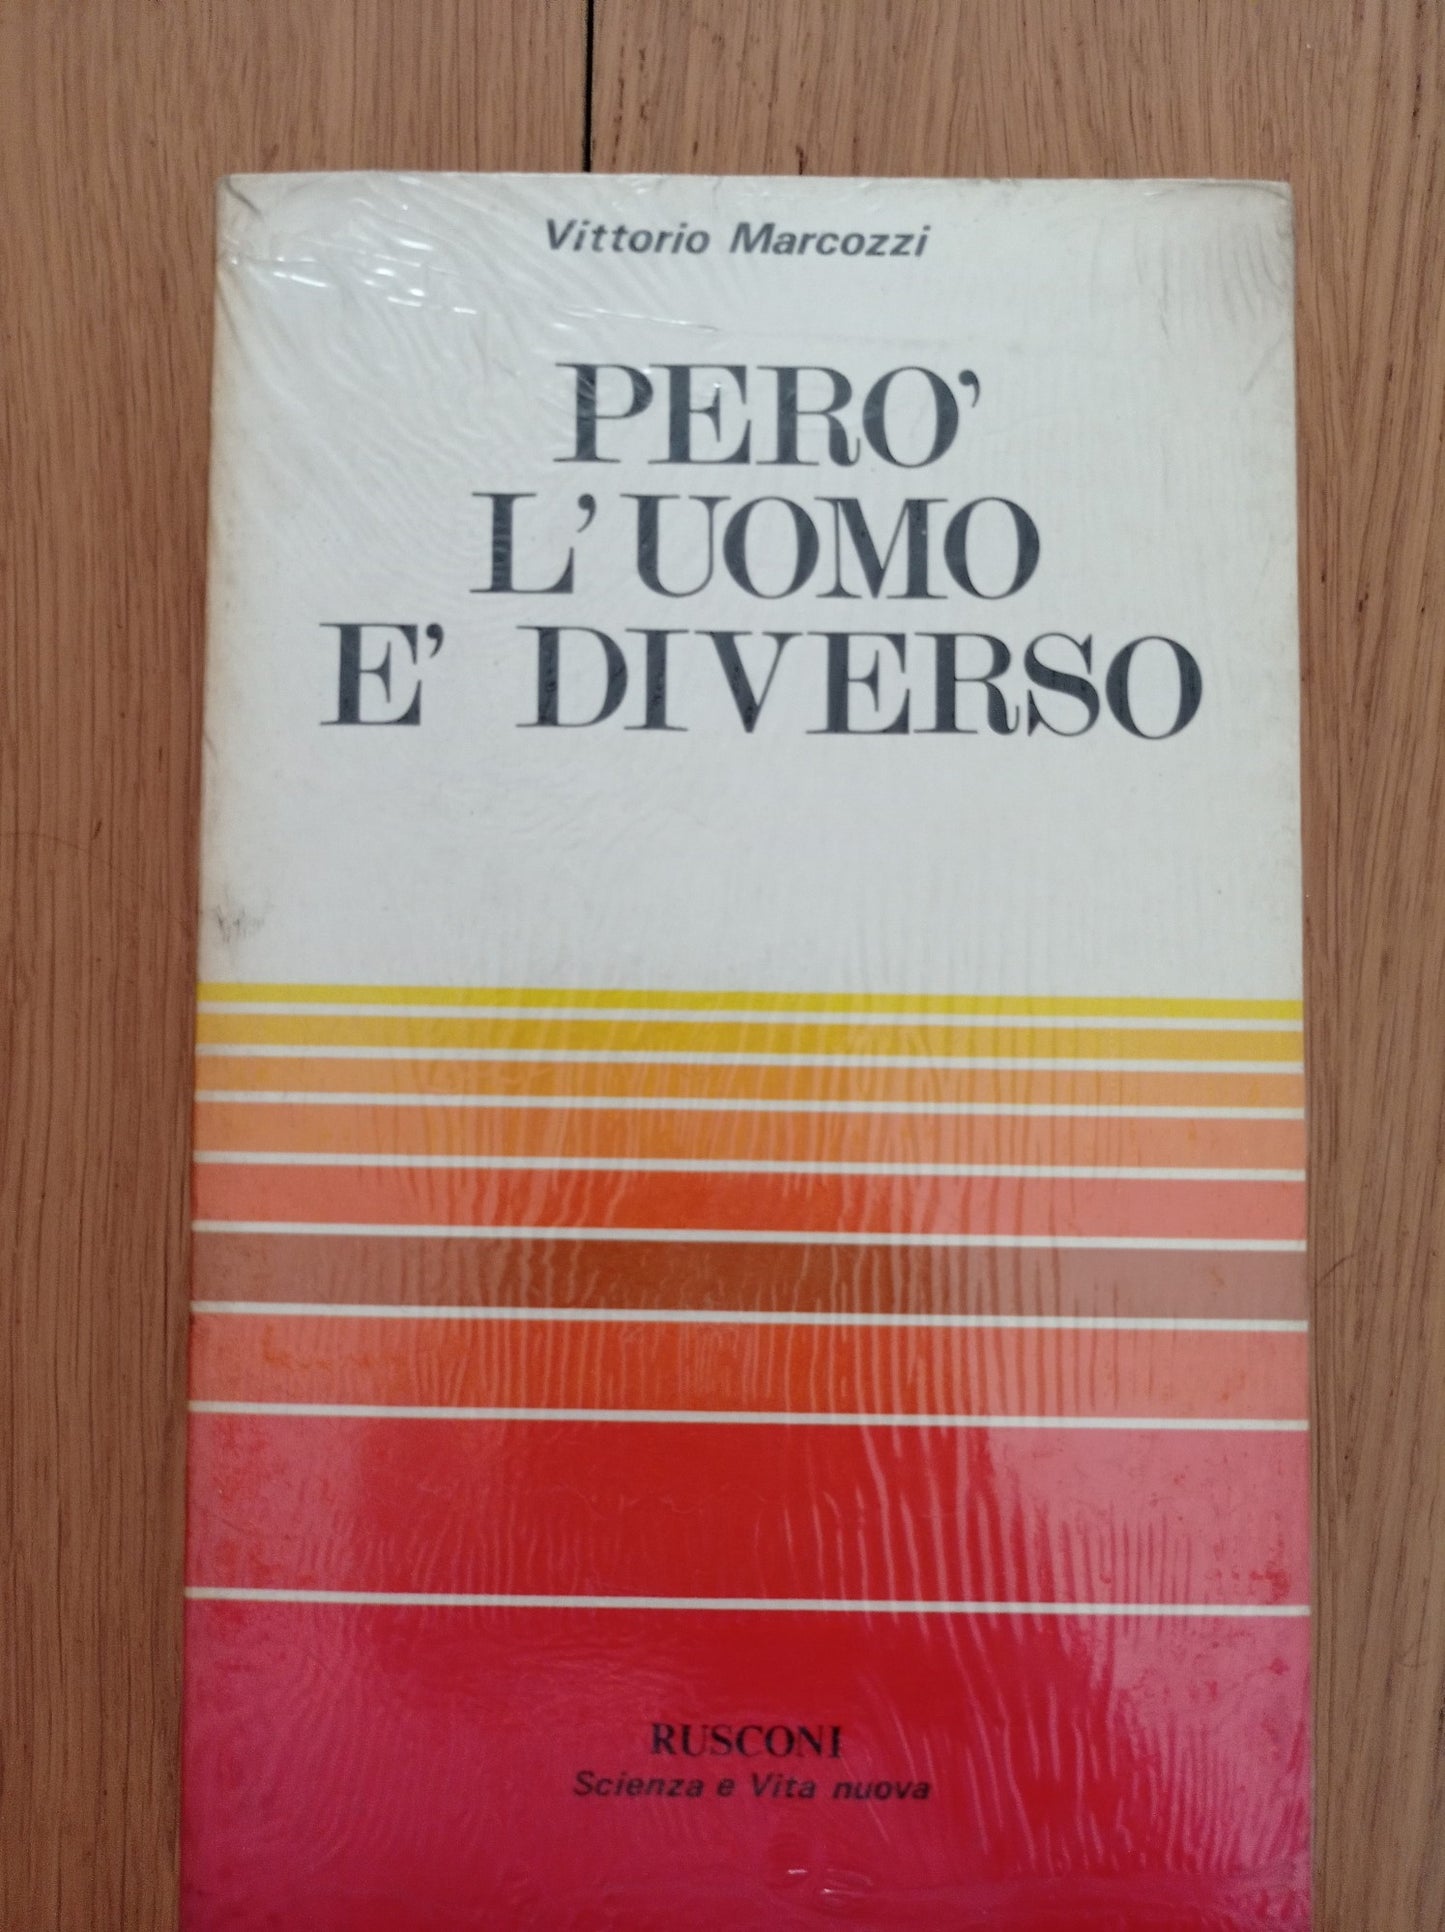 Vittorio Marcozzi
PERO'
L'UOMO
E' DIVERSO
RUSCONI
Scienza e Vita nuova